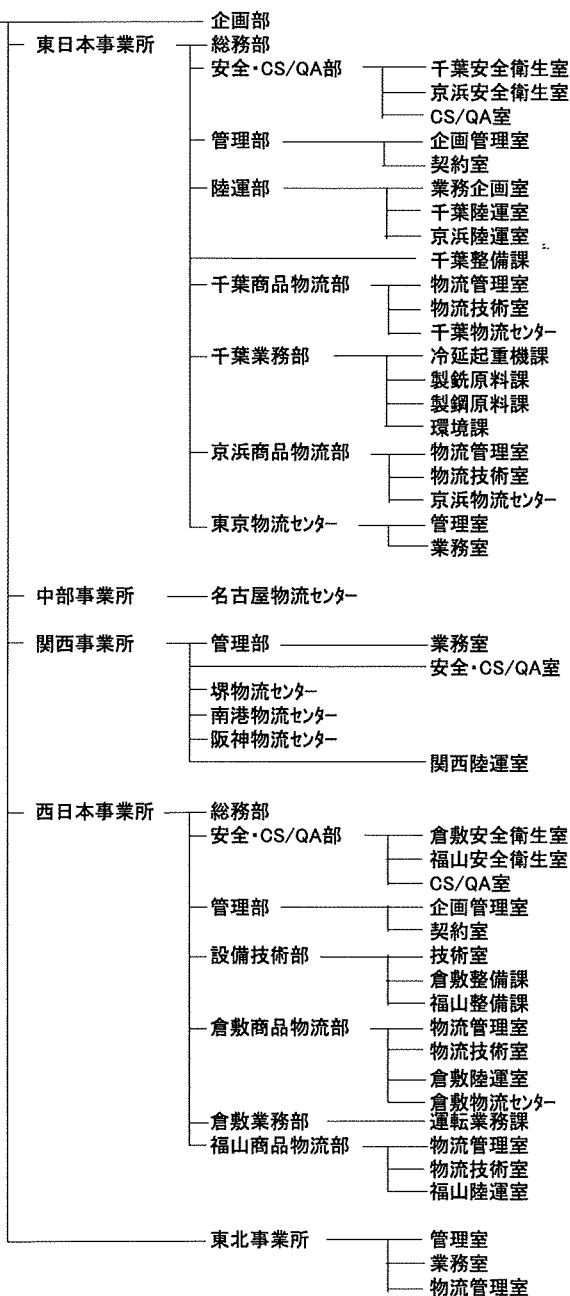 企画部
東日本事業所 総務部
安全・CS/QA部 千葉安全衛生室
京浜安全衛生室
CS/QA室
管理部 企画管理室
契約室
陸運部 業務企画室
千葉陸運室
京浜陸運室
千葉整備課
千葉商品物流部 物流管理室
物流技術室
千葉物流センター
千葉業務部 冷延起重機課
製銑原料課
製鋼原料課
環境課
京浜商品物流部 物流管理室
物流技術室
京浜物流センター
東京物流センター 管理室
業務室
中部事業所 名古屋物流センター
関西事業所 管理部 業務室
安全・CS/QA室
堺物流センター
南港物流センター
阪神物流センター
関西陸運室
西日本事業所 総務部
安全・CS/QA部 倉敷安全衛生室
福山安全衛生室
CS/QA室
管理部 企画管理室
契約室
設備技術部 技術室
倉敷整備課
福山整備課
倉敷商品物流部 物流管理室
物流技術室
倉敷陸運室
倉敷物流センター
倉敷業務部 運転業務課
福山商品物流部 物流管理室
物流技術室
福山陸運室
東北事業所 管理室
業務室
物流管理室